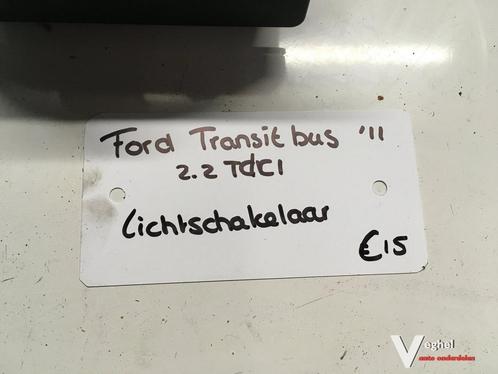 Ford Transit bus '11
2.2 TDCI
Lichtschakelaar
€15
Veghel
auto onderdelen